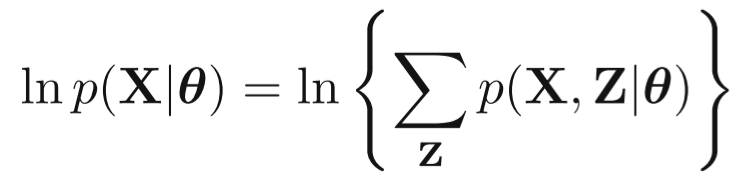 ln p(𝐗|𝜽) = ln { ∑_𝐙 p(𝐗, 𝐙|𝜽) }